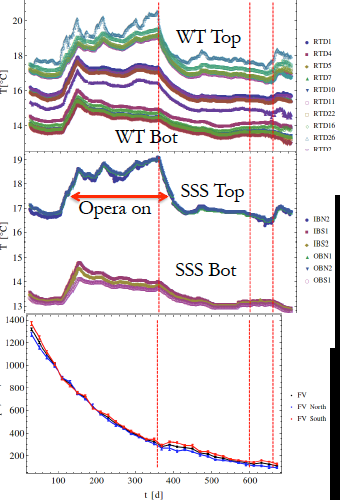 20
18
16
14
T[°C]
WT Top
WT Bot
RTD1
RTD4
RTD5
RTD7
RTD10
RTD11
RTD22
RTD16
RTD26
19
18
17
16
15
14
13
T [°C]
SSS Top
Opera on
SSS Bot
IBN2
IBS1
IBS2
OBN1
OBN2
OBS1
1400
1200
1000
800
600
400
200
FV
FV North
FV South
100 200 300 400 500 600
t [d]